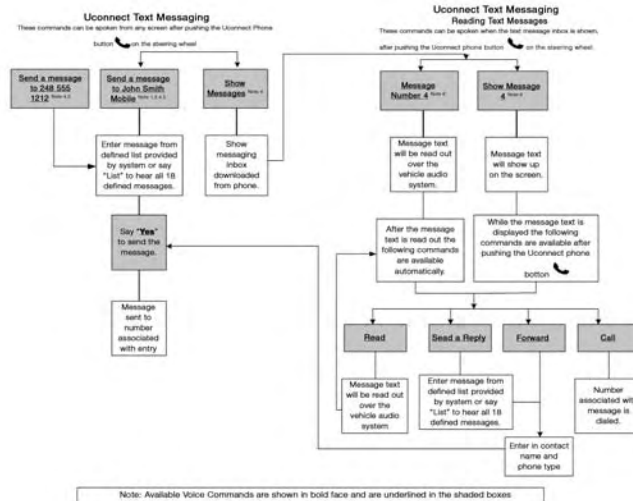 Uconnect Text Messaging
These commands can be spoken from any screen after pushing the Uconnect Phone
button on the steering wheel
Send a message
to 248 555
1212 Note 4,5
Send a message
to John Smith
Mobile
Show
Messages Note 4
Enter message from
defined list provided
by system or say
"List" to hear all 18
defined messages.
Show
messaging
inbox
downloaded
from phone.
Say "Yes"
to send the
message.
Message
sent to
number
associated
with entry
Uconnect Text Messaging
Reading Text Messages
These commands can be spoken when the text message inbox is shown,
after pushing the Uconnect phone button on the steering wheel.
Message
Number 4 Note 4
Show Message
4 Note 4
Message text
will be read out
over the
vehicle audio
system.
Message text
will show up
on the screen.
After the message
text is read out the
following commands
are available
automatically.
While the message text is
displayed the following
commands are available after
pushing the Uconnect phone
botton
Read
Sead a Reply
Forward
Call
Message text
will be read out
over the
vehicle audio
system
Enter message from
defined list provided
by system or say
"List" to hear all 18
defined messages.
Number
associated with
message is
dialed.
Enter in contact
name and
phone type
Note: Available Voice Commands are shown in bold face and are underlined in the shaded boxes